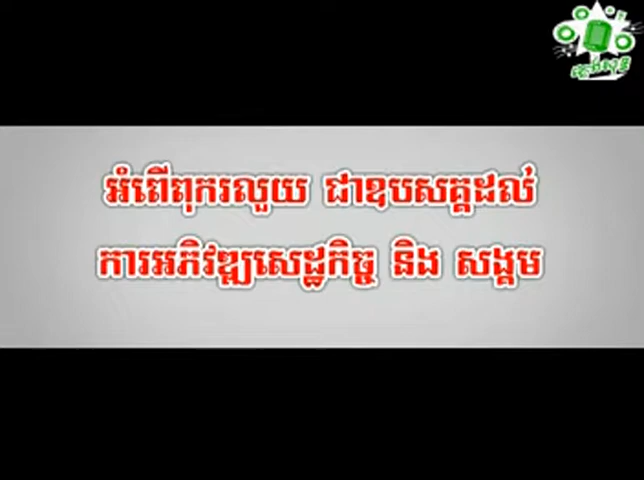 អំពើពុករលួយ ជាឧបសគ្គដល់
ការអភិវឌ្ឍសេដ្ឋកិច្ច និង សង្គម